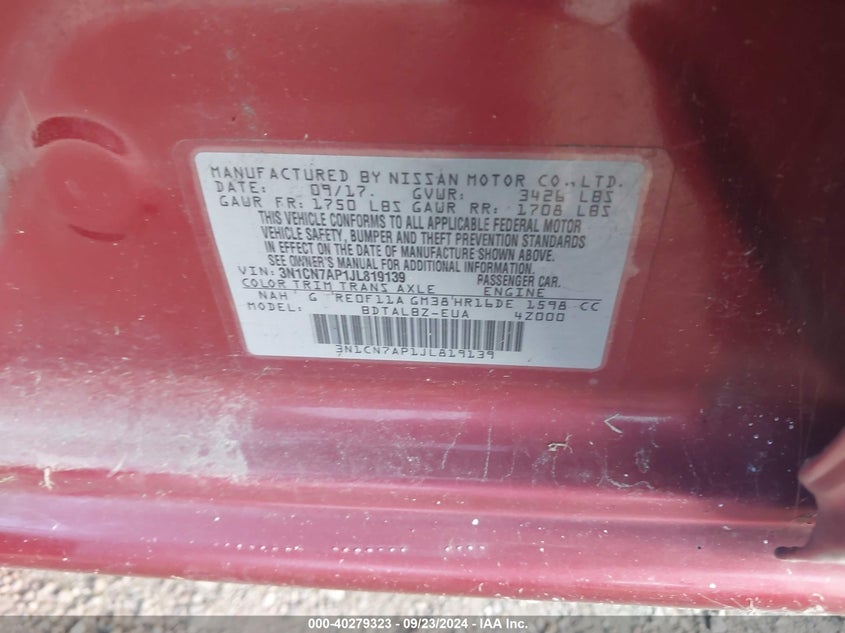 MANUFACTURED BY NISSAN MOTOR CO.,LTD.
DATE: 09/17. GVWR: 3426 LBS
GAWR FR: 1750 LBS GAWR RR: 1708 LBS
THIS VEHICLE CONFORMS TO ALL APPLICABLE FEDERAL MOTOR
VEHICLE SAFETY, BUMPER AND THEFT PREVENTION STANDARDS
IN EFFECT ON THE DATE OF MANUFACTURE SHOWN ABOVE.
SEE OWNER'S MANUAL FOR ADDITIONAL INFORMATION.
VIN: 3N1CN7AP1JL819139 PASSENGER CAR.
COLOR TRIM TRANS AXLE ENGINE
NAH G RE0F11A GM38 HR16DE 1598 CC
MODEL: BDTALBZ-EUA 4Z000
3N1CN7AP1JL819139
000-40279323 - 09/23/2024 - IAA Inc.